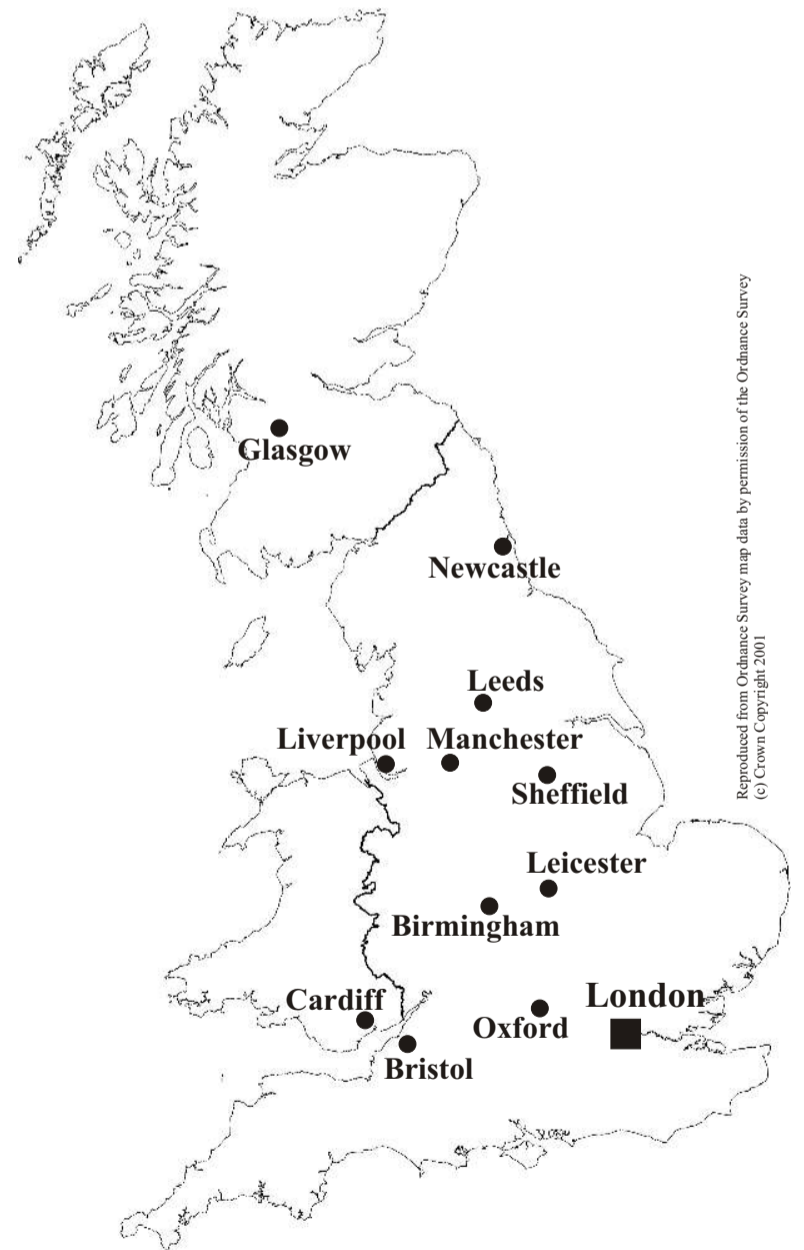 Glasgow
Newcastle
Leeds
Liverpool
Manchester
Sheffield
Leicester
Birmingham
Cardiff
London
Oxford
Bristol
Reproduced from Ordnance Survey map data by permission of the Ordnance Survey
(c) Crown Copyright 2001